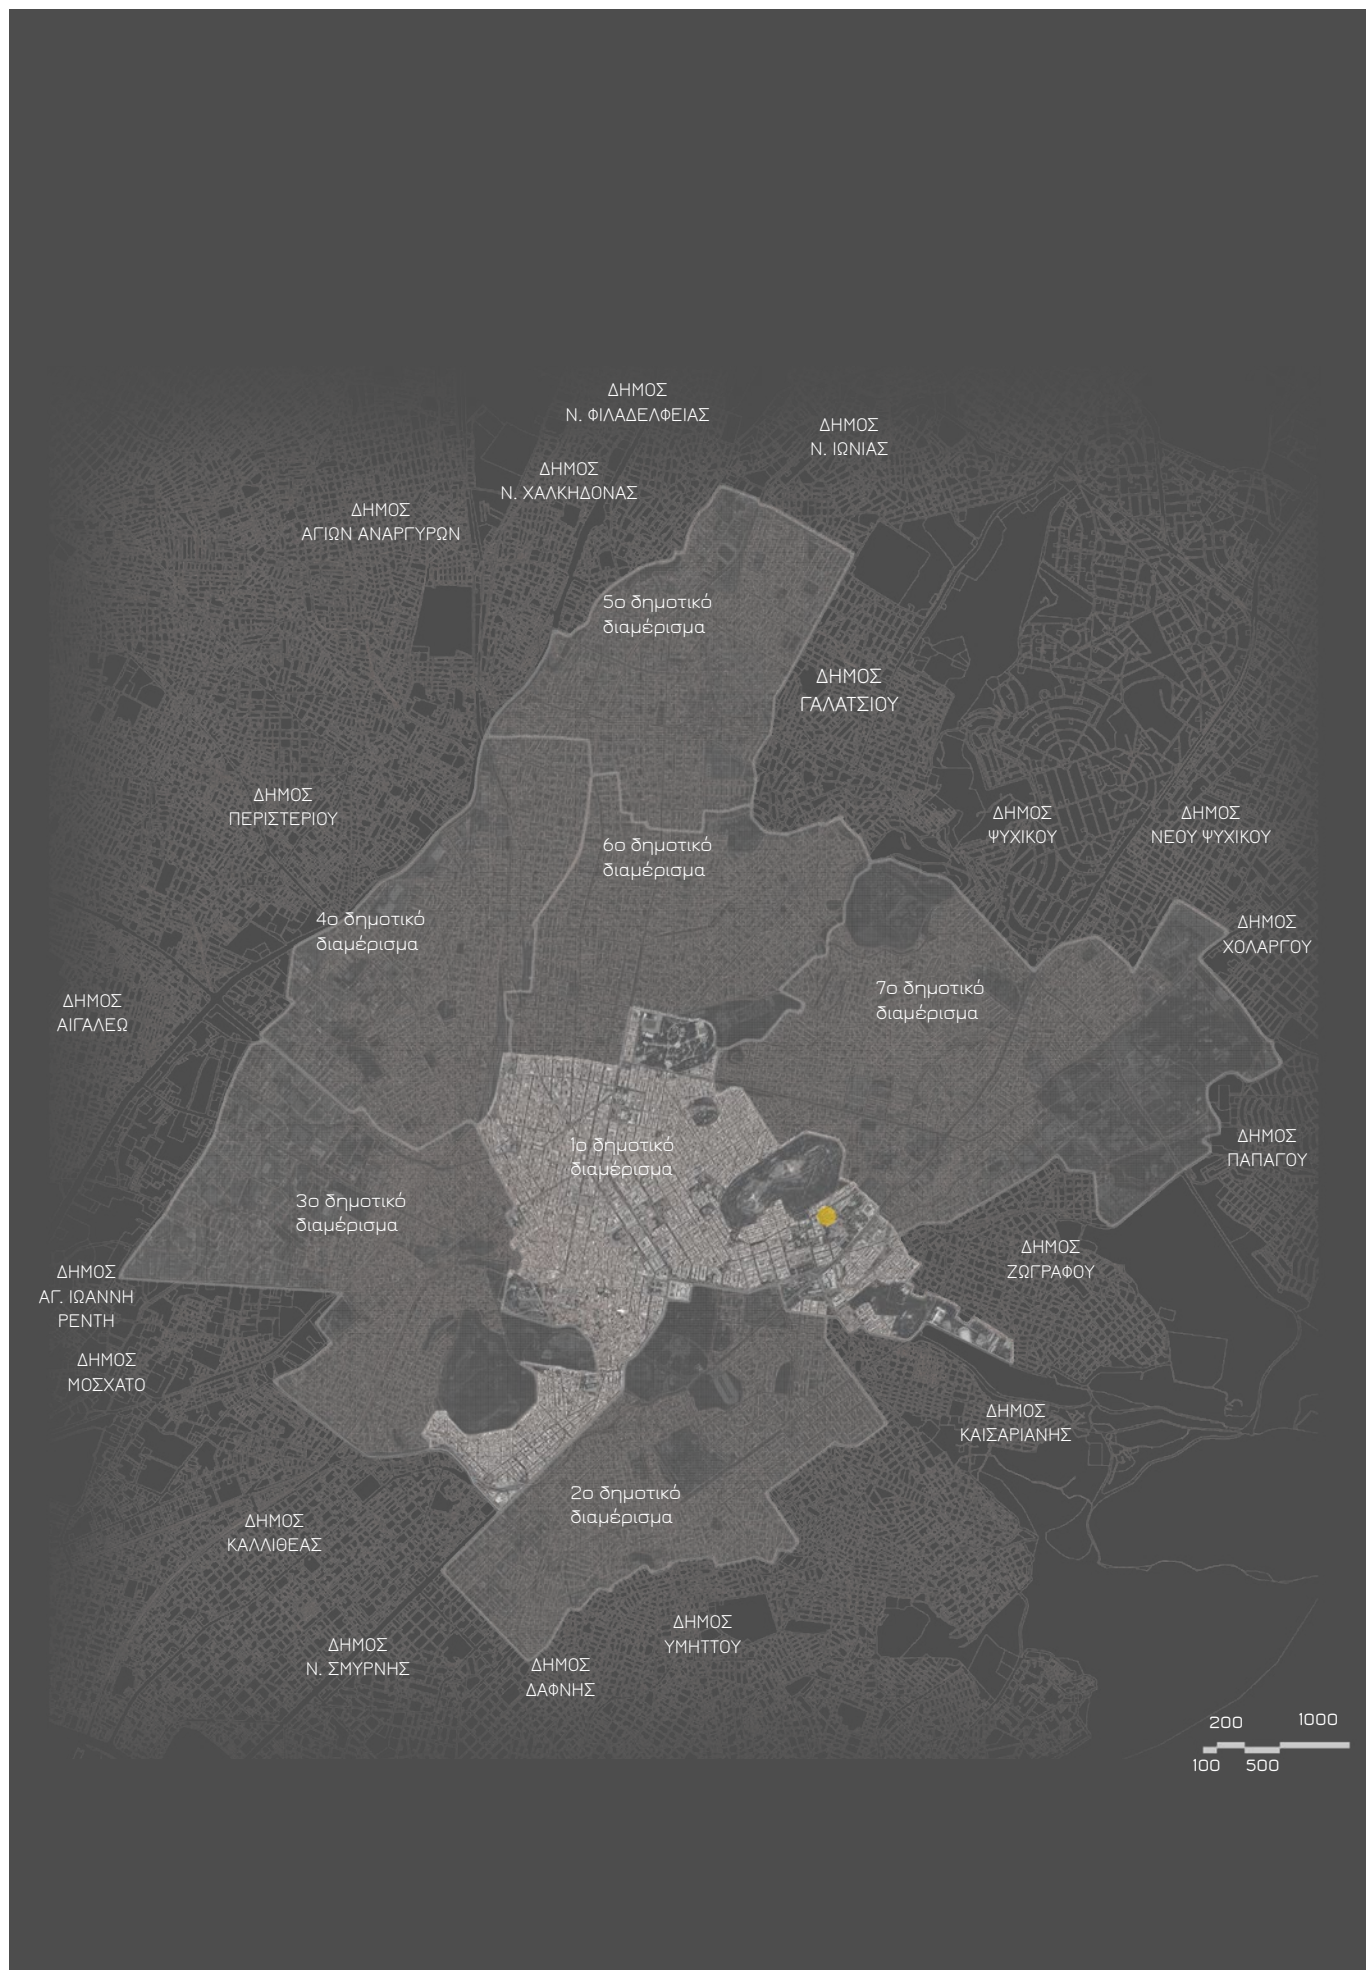 ΔΗΜΟΣ
Ν. ΦΙΛΑΔΕΛΦΕΙΑΣ
ΔΗΜΟΣ
Ν. ΙΩΝΙΑΣ
ΔΗΜΟΣ
Ν. ΧΑΛΚΗΔΟΝΑΣ
ΔΗΜΟΣ
ΑΓΙΩΝ ΑΝΑΡΓΥΡΩΝ
5ο δημοτικό
διαμέρισμα
ΔΗΜΟΣ
ΓΑΛΑΤΣΙΟΥ
ΔΗΜΟΣ
ΠΕΡΙΣΤΕΡΙΟΥ
ΔΗΜΟΣ
ΨΥΧΙΚΟΥ
ΔΗΜΟΣ
ΝΕΟΥ ΨΥΧΙΚΟΥ
6ο δημοτικό
διαμέρισμα
4ο δημοτικό
διαμέρισμα
ΔΗΜΟΣ
ΧΟΛΑΡΓΟΥ
7ο δημοτικό
διαμέρισμα
ΔΗΜΟΣ
ΑΙΓΑΛΕΩ
1ο δημοτικό
διαμέρισμα
ΔΗΜΟΣ
ΠΑΠΑΓΟΥ
3ο δημοτικό
διαμέρισμα
ΔΗΜΟΣ
ΖΩΓΡΑΦΟΥ
ΔΗΜΟΣ
ΑΓ. ΙΩΑΝΝΗ
ΡΕΝΤΗ
ΔΗΜΟΣ
ΜΟΣΧΑΤΟ
ΔΗΜΟΣ
ΚΑΙΣΑΡΙΑΝΗΣ
2ο δημοτικό
διαμέρισμα
ΔΗΜΟΣ
ΚΑΛΛΙΘΕΑΣ
ΔΗΜΟΣ
ΥΜΗΤΤΟΥ
ΔΗΜΟΣ
Ν. ΣΜΥΡΝΗΣ
ΔΗΜΟΣ
ΔΑΦΝΗΣ
200 1000
100 500